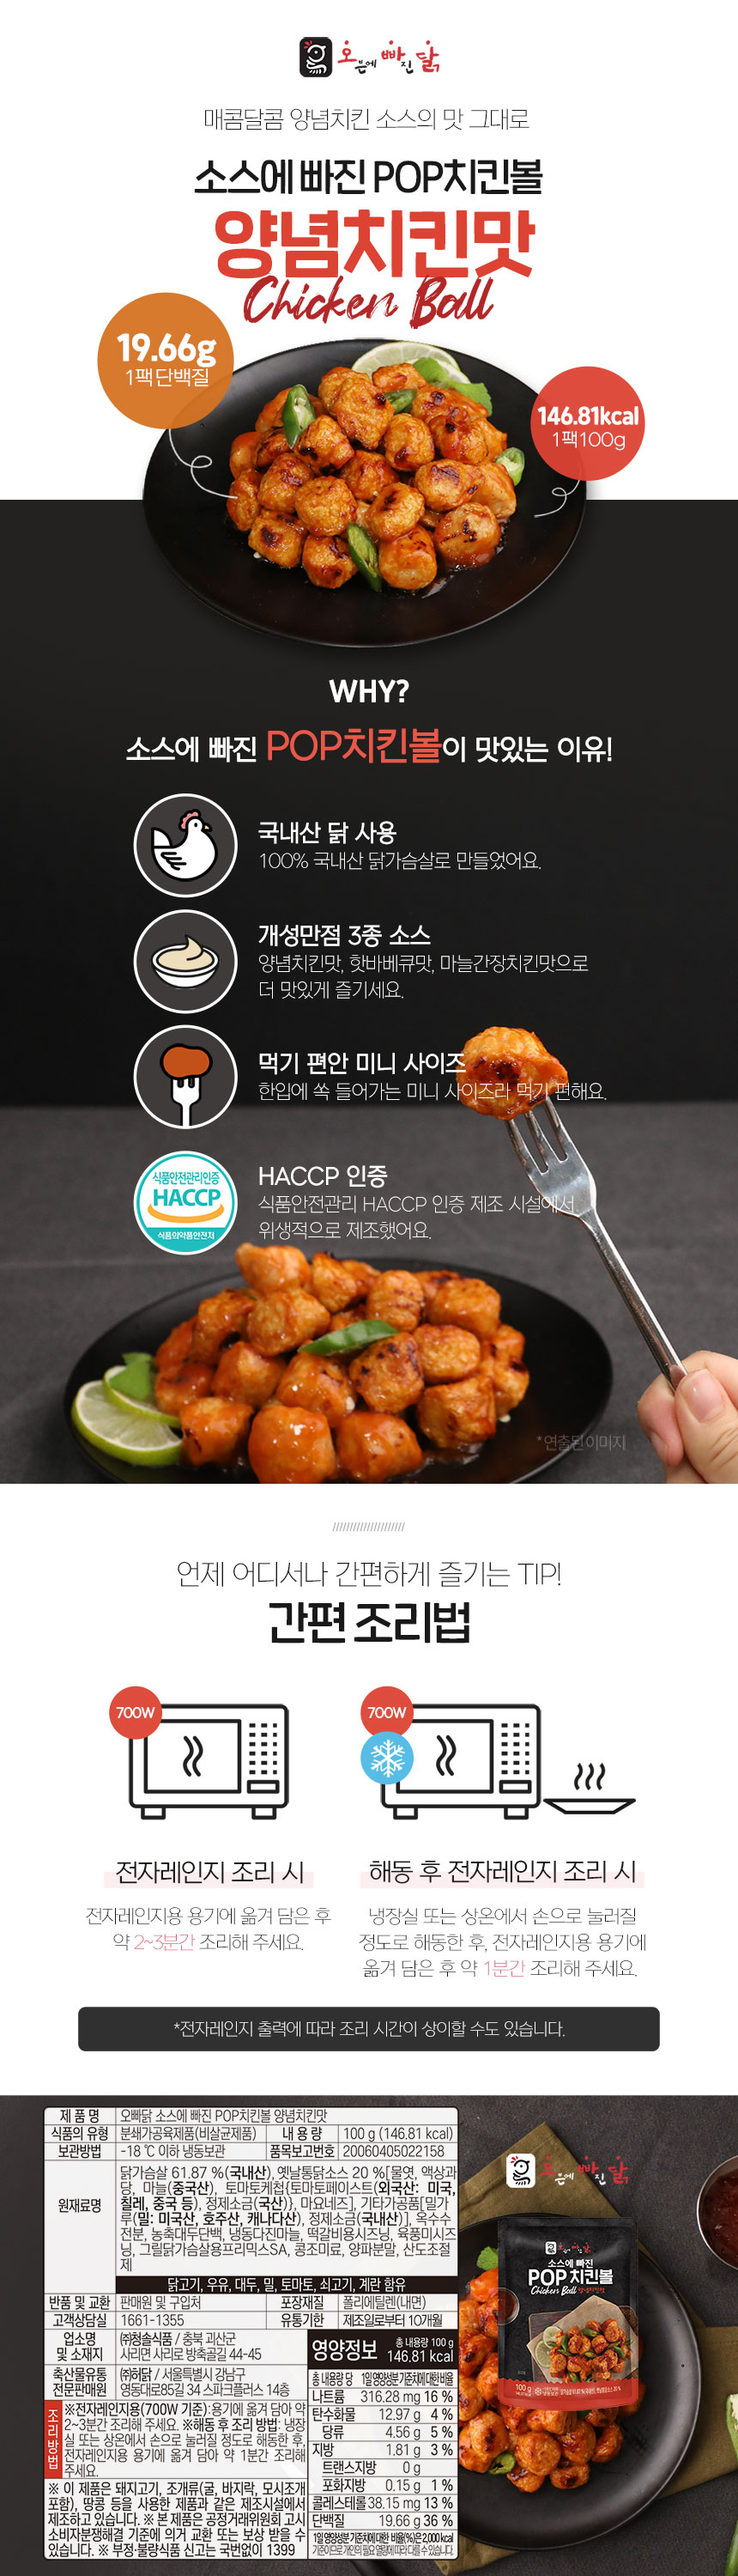 오븐에 빠진 닭
매콤달콤 양념치킨 소스의 맛 그대로
소스에 빠진 POP치킨볼
양념치킨맛
Chicken Ball
19.66g
1팩 단백질
146.81kcal
1팩100g
WHY?
소스에 빠진 POP치킨볼이 맛있는 이유!
국내산 닭 사용
100% 국내산 닭가슴살로 만들었어요.
개성만점 3종 소스
양념치킨맛, 핫바베큐맛, 마늘간장치킨맛으로
더 맛있게 즐기세요.
먹기 편안 미니 사이즈
한입에 쏙 들어가는 미니 사이즈라 먹기 편해요.
식품안전관리인증
HACCP
식품의약품안전처
HACCP 인증
식품안전관리 HACCP 인증 제조 시설에서
위생적으로 제조했어요.
*연출된 이미지
언제 어디서나 간편하게 즐기는 TIP!
간편 조리법
700W
700W
전자레인지 조리 시
전자레인지용 용기에 옮겨 담은 후
약 2~3분간 조리해 주세요.
해동 후 전자레인지 조리 시
냉장실 또는 상온에서 손으로 눌러질
정도로 해동한 후, 전자레인지용 용기에
옮겨 담은 후 약 1분간 조리해 주세요.
*전자레인지 출력에 따라 조리 시간이 상이할 수도 있습니다.
제 품 명 오빠닭 소스에 빠진 POP치킨볼 양념치킨맛
식품의 유형 분쇄가공육제품(비살균제품) 내 용 량 100 g (146.81 kcal)
보관방법 -18 ℃ 이하 냉동보관 품목보고번호 20060405022158
원재료명
닭가슴살 61.87 %(국내산), 옛날통닭소스 20 %[물엿, 액상과
당, 마늘(중국산), 토마토케첩{토마토페이스트(외국산: 미국,
칠레, 중국 등), 정제소금(국산)}, 마요네즈], 기타가공품[밀가
루(밀: 미국산, 호주산, 캐나다산), 정제소금(국내산)], 옥수수
전분, 농축대두단백, 냉동다진마늘, 떡갈비용시즈닝, 육풍미시즈
닝, 그릴닭가슴살용프리믹스SA, 콩조미료, 양파분말, 산도조절
제
닭고기, 우유, 대두, 밀, 토마토, 쇠고기, 계란 함유
반품 및 교환 판매원 및 구입처 포장재질 폴리에틸렌(내면)
고객상담실 1661-1355 유통기한 제조일로부터 10개월
업소명
및 소재지
㈜청솔식품 / 충북 괴산군
사리면 사리로 방축골길 44-45
축산물유통
전문판매원
㈜허닭 / 서울특별시 강남구
영동대로85길 34 스파크플러스 14층
조리방법
※전자레인지용(700W 기준):용기에 옮겨 담아 약
2~3분간 조리해 주세요. ※해동 후 조리 방법: 냉장
실 또는 상온에서 손으로 눌러질 정도로 해동한 후,
전자레인지용 용기에 옮겨 담아 약 1분간 조리해
주세요.
※ 이 제품은 돼지고기, 조개류(굴, 바지락, 모시조개
포함), 땅콩 등을 사용한 제품과 같은 제조시설에서
제조하고 있습니다. ※ 본 제품은 공정거래위원회 고시
소비자분쟁해결 기준에 의거 교환 또는 보상 받을 수
있습니다. ※ 부정·불량식품 신고는 국번없이 1399
영양정보
총 내용량 100 g
146.81 kcal
총 내용량 당 1일 영양성분 기준치에 대한 비율
나트륨 316.28 mg 16 %
탄수화물 12.97 g 4 %
당류 4.56 g 5 %
지방 1.81 g 3 %
트랜스지방 0 g
포화지방 0.15 g 1 %
콜레스테롤 38.15 mg 13 %
단백질 19.66 g 36 %
1일 영양성분 기준치에 대한 비율(%)은 2,000 kcal
기준이므로 개인의 필요 열량에 따라 다를 수 있습니다.
오븐에 빠진 닭
소스에 빠진
POP 치킨볼
Chicken Ball 양념치킨맛
100 g